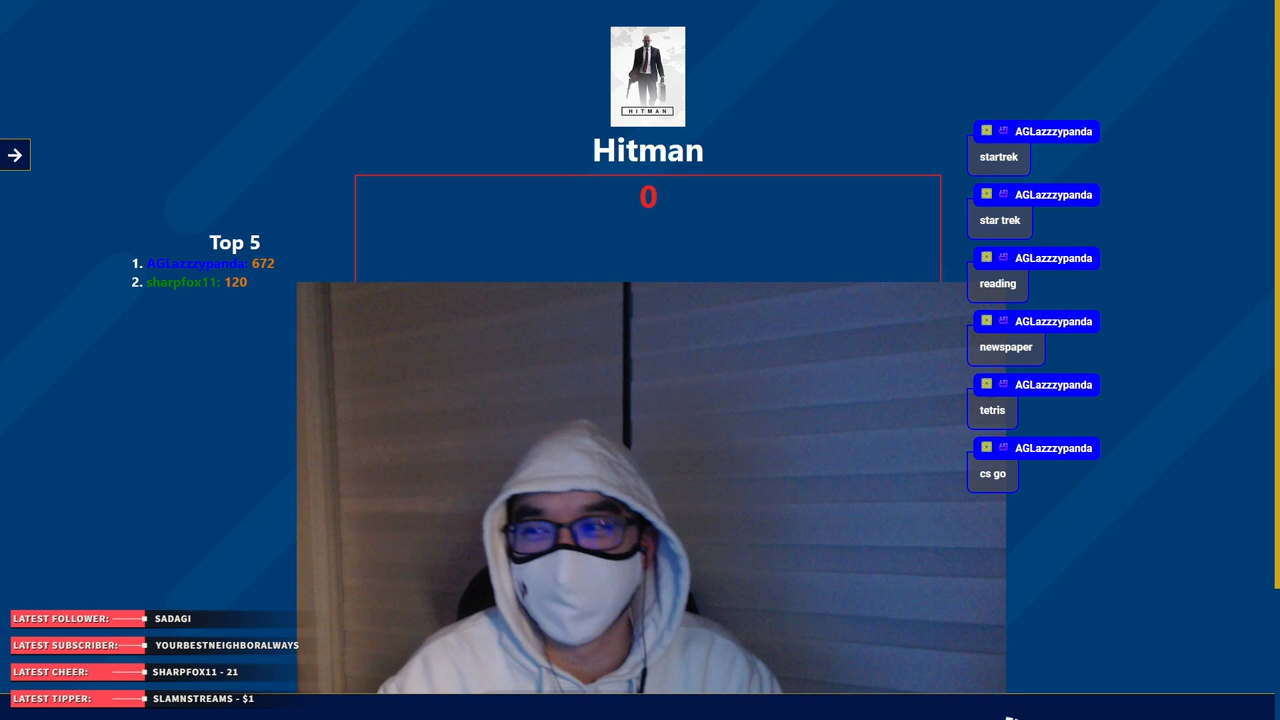 HITMAN
Hitman
0
Top 5
1. AGLazzzypanda: 672
2. sharpfox11: 120
AGLazzzypanda
startrek
AGLazzzypanda
star trek
AGLazzzypanda
reading
AGLazzzypanda
newspaper
AGLazzzypanda
tetris
AGLazzzypanda
cs go
LATEST FOLLOWER: SADAGI
LATEST SUBSCRIBER: YOURBESTNEIGHBORALWAYS
LATEST CHEER: SHARPFOX11 - 21
LATEST TIPPER: SLAMNSTREAMS - $1